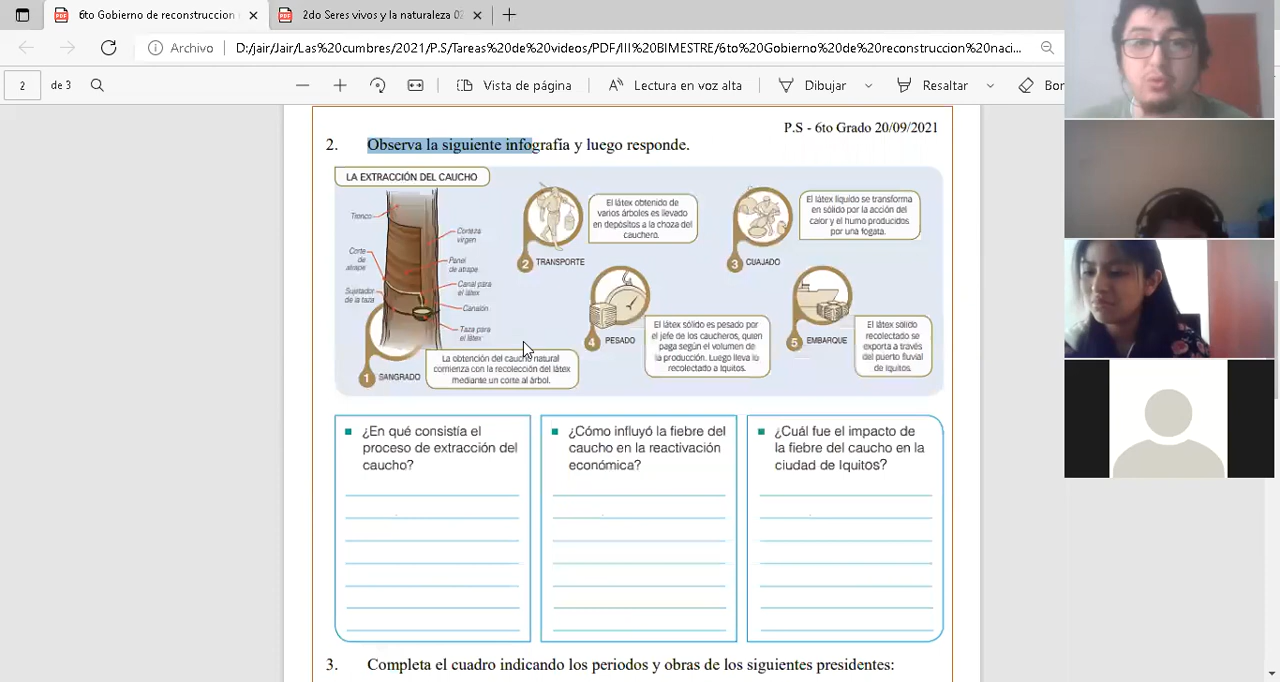 6to Gobierno de reconstruccion
2do Seres vivos y la naturaleza 02
Archivo
D:/jair/Jair/Las%20cumbres/2021/P3/tareas%20de%20videos/PDF/III%20BIMESTRE/6to%20Gobierno%20de%20reconstruccion%20naci...
2
de 3
Vista de página
Lectura en voz alta
Dibujar
Resaltar
Bor
P.S - 6to Grado 20/09/2021
2. Observa la siguiente infografía y luego responde.
LA EXTRACCIÓN DEL CAUCHO
Tronco
Corte
de
atrape
Sujetador
de la taza
Corteza
virgen
Panel
de atrape
Canal para
el látex
Canalón
Taza para
el látex
1 SANGRADO
La obtención del caucho natural
comienza con la recolección del látex
mediante un corte al árbol.
2 TRANSPORTE
El látex obtenido de
varios árboles es llevado
en depósitos a la choza del
cauchero.
3 CUAJADO
El látex líquido se transforma
en sólido por la acción del
calor y el humo producidos
por una fogata.
4 PESADO
El látex sólido es pesado por
el jefe de los caucheros, quien
paga según el volumen de
la producción. Luego lleva lo
recolectado a Iquitos.
5 EMBARQUE
El látex sólido
recolectado se
exporta a través
del puerto fluvial
de Iquitos.
¿En qué consistía el
proceso de extracción del
caucho?
¿Cómo influyó la fiebre del
caucho en la reactivación
económica?
¿Cuál fue el impacto de
la fiebre del caucho en la
ciudad de Iquitos?
3. Completa el cuadro indicando los periodos y obras de los siguientes presidentes: